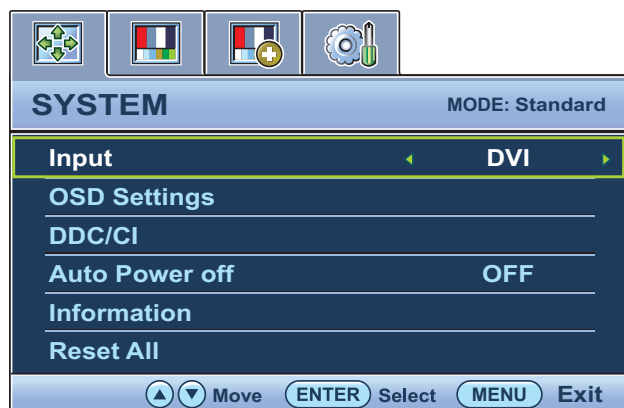 SYSTEM MODE: Standard
Input DVI
OSD Settings
DDC/CI
Auto Power off OFF
Information
Reset All
Move ENTER Select MENU Exit